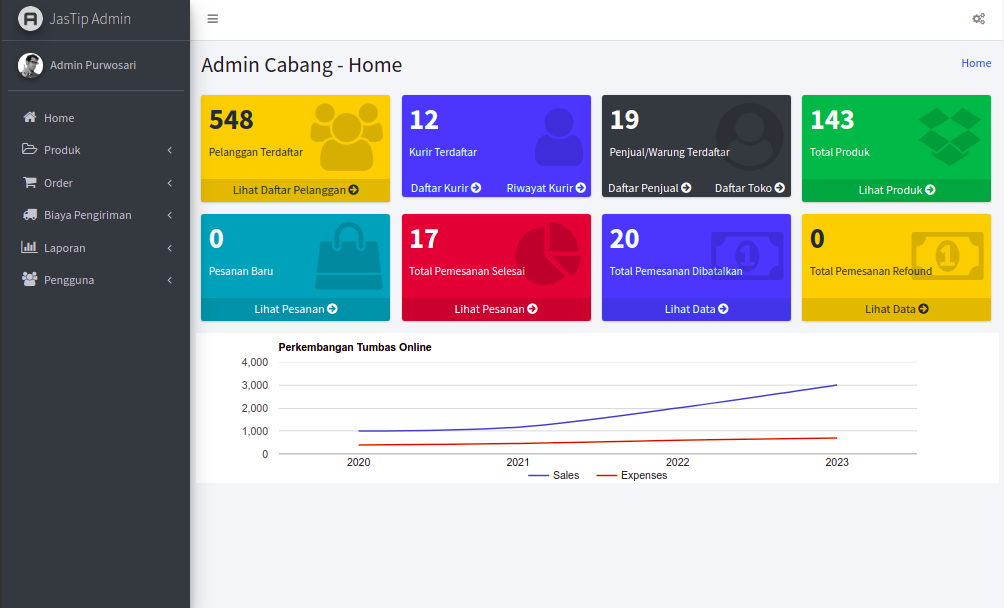 JasTip Admin
Admin Purwosari
Home
Produk
Order
Biaya Pengiriman
Laporan
Pengguna
Admin Cabang - Home
Home
548
Pelanggan Terdaftar
Lihat Daftar Pelanggan
12
Kurir Terdaftar
Daftar Kurir Riwayat Kurir
19
Penjual/Warung Terdaftar
Daftar Penjual Daftar Toko
143
Total Produk
Lihat Produk
0
Pesanan Baru
Lihat Pesanan
17
Total Pemesanan Selesai
Lihat Pesanan
20
Total Pemesanan Dibatalkan
Lihat Data
0
Total Pemesanan Refound
Lihat Data
Perkembangan Tumbas Online
4,000
3,000
2,000
1,000
0
2020 2021 2022 2023
Sales Expenses